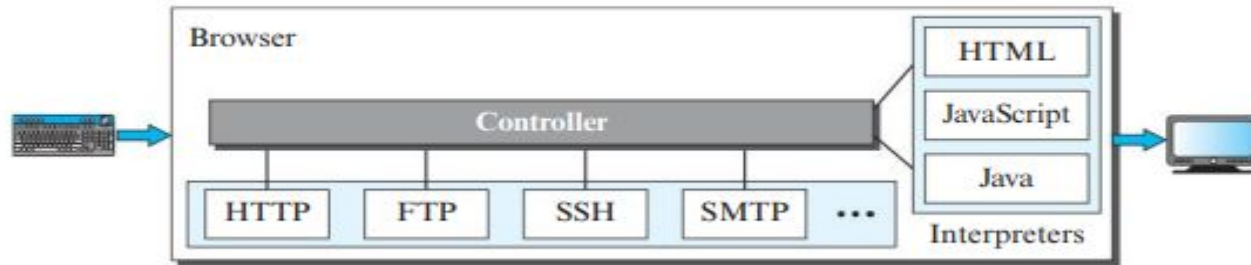 Browser
HTML
Controller
JavaScript
Java
HTTP FTP SSH SMTP •••
Interpreters